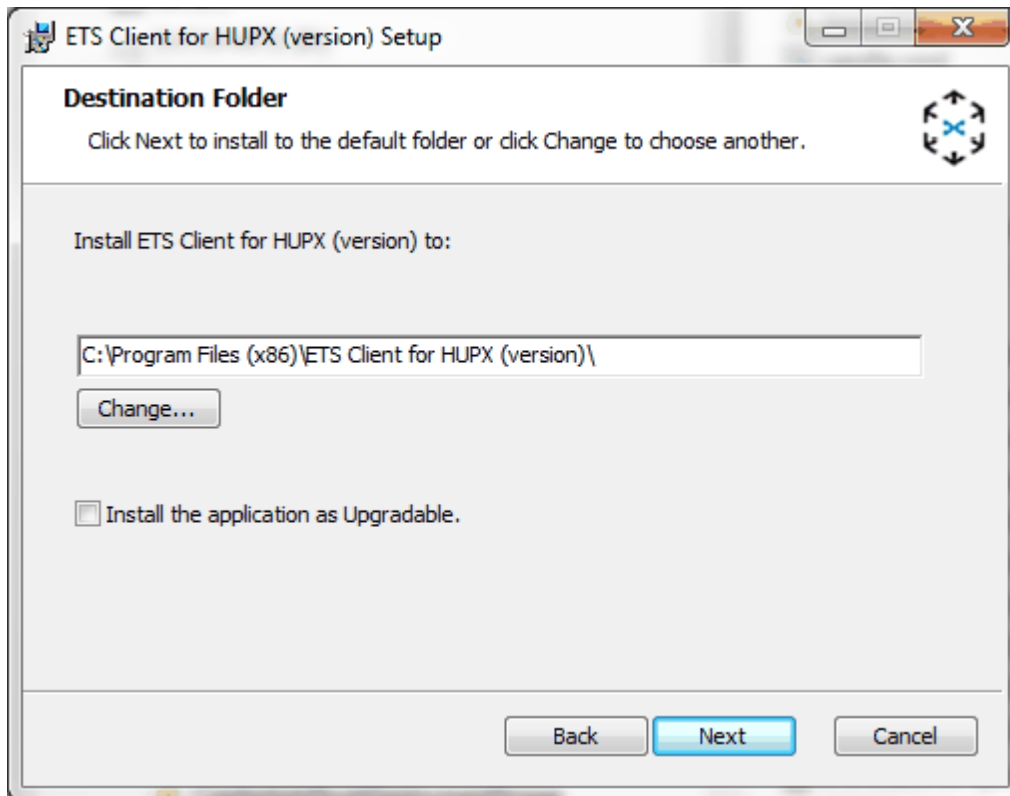 ETS Client for HUPX (version) Setup
Destination Folder
Click Next to install to the default folder or click Change to choose another.
Install ETS Client for HUPX (version) to:
C:\Program Files (x86)\ETS Client for HUPX (version)\
Change...
Install the application as Upgradable.
Back
Next
Cancel